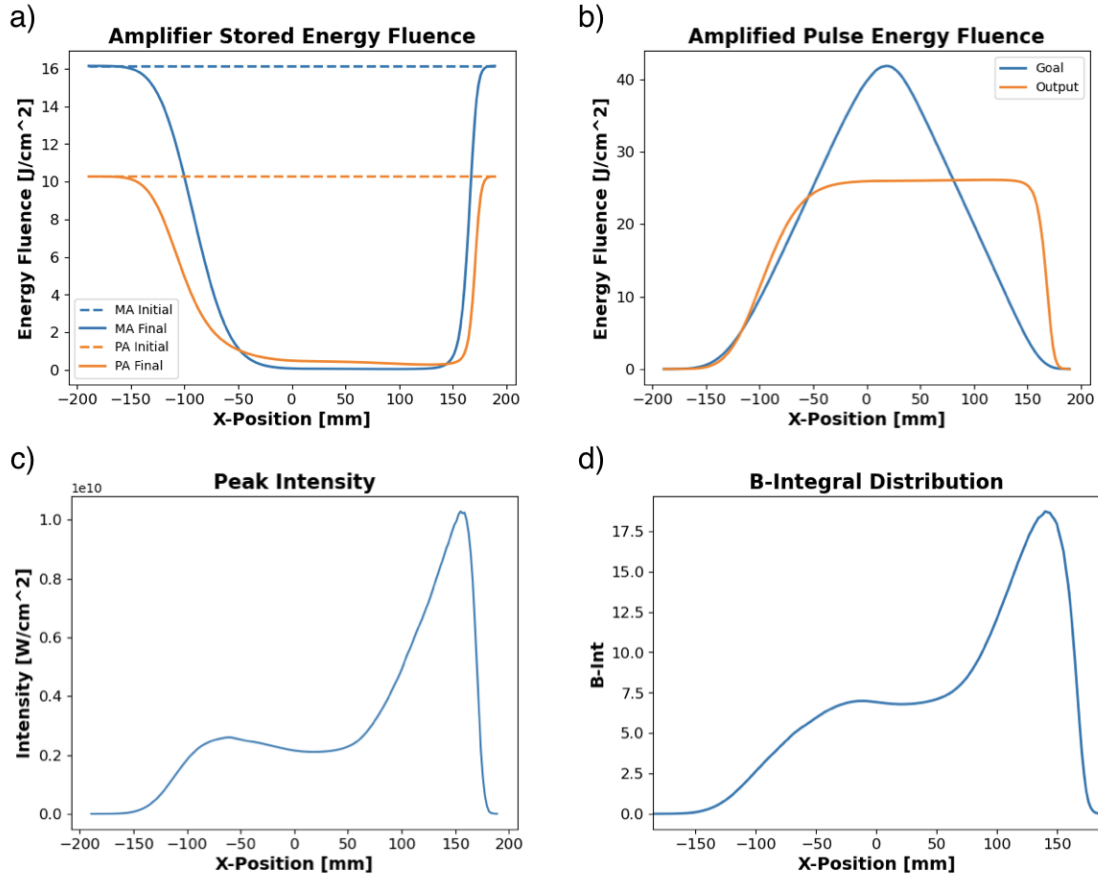 a)
Amplifier Stored Energy Fluence
Energy Fluence [J/cm^2]
16
14
12
10
8
6
4
2
0
MA Initial
MA Final
PA Initial
PA Final
−200 −150 −100 −50 0 50 100 150 200
X-Position [mm]
b)
Amplified Pulse Energy Fluence
Energy Fluence [J/cm^2]
40
30
20
10
0
Goal
Output
−200 −150 −100 −50 0 50 100 150 200
X-Position [mm]
c)
Peak Intensity
1e10
Intensity [W/cm^2]
1.0
0.8
0.6
0.4
0.2
0.0
−200 −150 −100 −50 0 50 100 150 200
X-Position [mm]
d)
B-Integral Distribution
B-Int
17.5
15.0
12.5
10.0
7.5
5.0
2.5
0.0
−150 −100 −50 0 50 100 150
X-Position [mm]